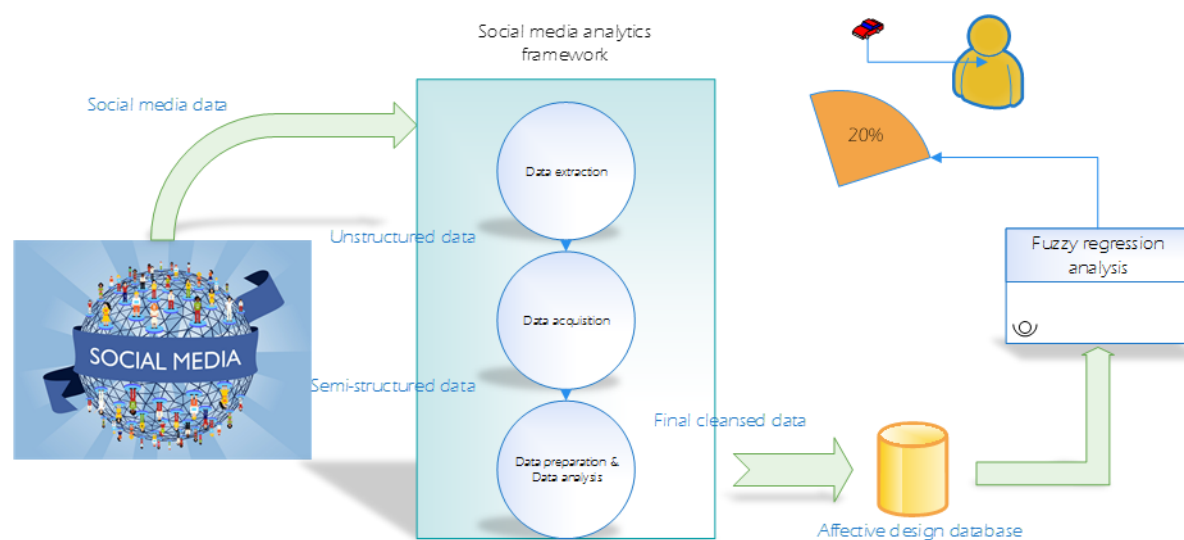 Social media analytics
framework
Social media data
20%
Data extraction
Unstructured data
Fuzzy regression
analysis
Data acquistion
SOCIAL MEDIA
Semi-structured data
Final cleansed data
Data preparation &
Data analysis
Affective design database